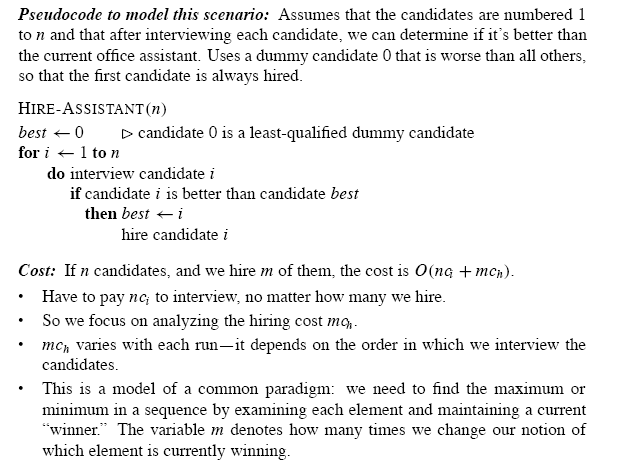 Pseudocode to model this scenario: Assumes that the candidates are numbered 1
to n and that after interviewing each candidate, we can determine if it's better than
the current office assistant. Uses a dummy candidate 0 that is worse than all others,
so that the first candidate is always hired.
HIRE-ASSISTANT(n)
best ← 0 ▷ candidate 0 is a least-qualified dummy candidate
for i ← 1 to n
do interview candidate i
if candidate i is better than candidate best
then best ← i
hire candidate i
Cost: If n candidates, and we hire m of them, the cost is O(nci + mch).
• Have to pay nci to interview, no matter how many we hire.
• So we focus on analyzing the hiring cost mch.
• mch varies with each run—it depends on the order in which we interview the
candidates.
• This is a model of a common paradigm: we need to find the maximum or
minimum in a sequence by examining each element and maintaining a current
"winner." The variable m denotes how many times we change our notion of
which element is currently winning.